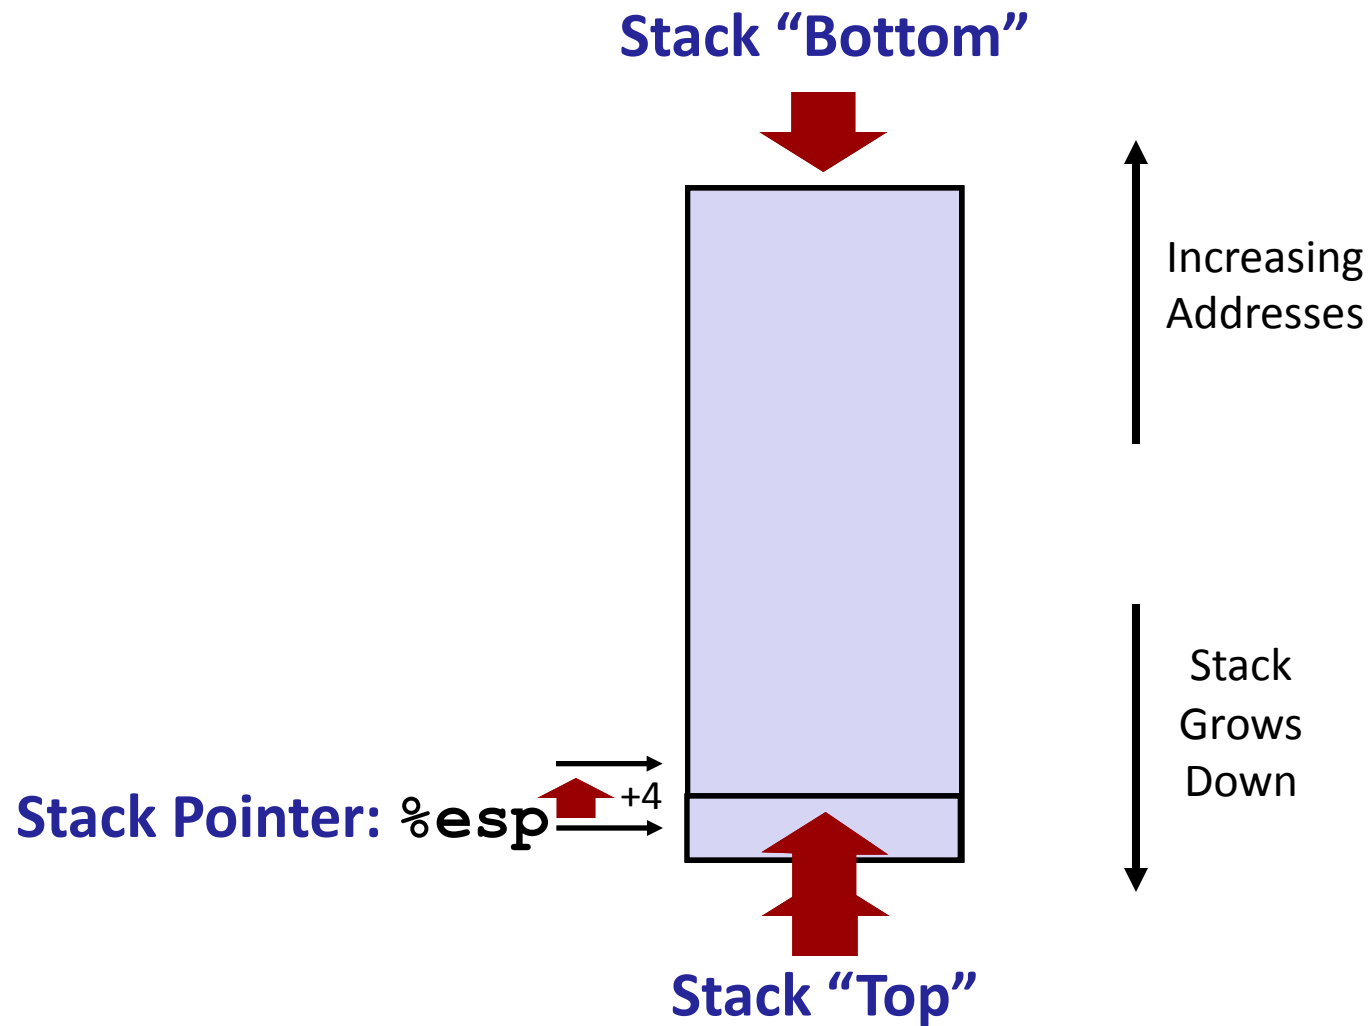 Stack “Bottom”
Increasing
Addresses
Stack
Grows
Down
+4
Stack Pointer: %esp
Stack “Top”